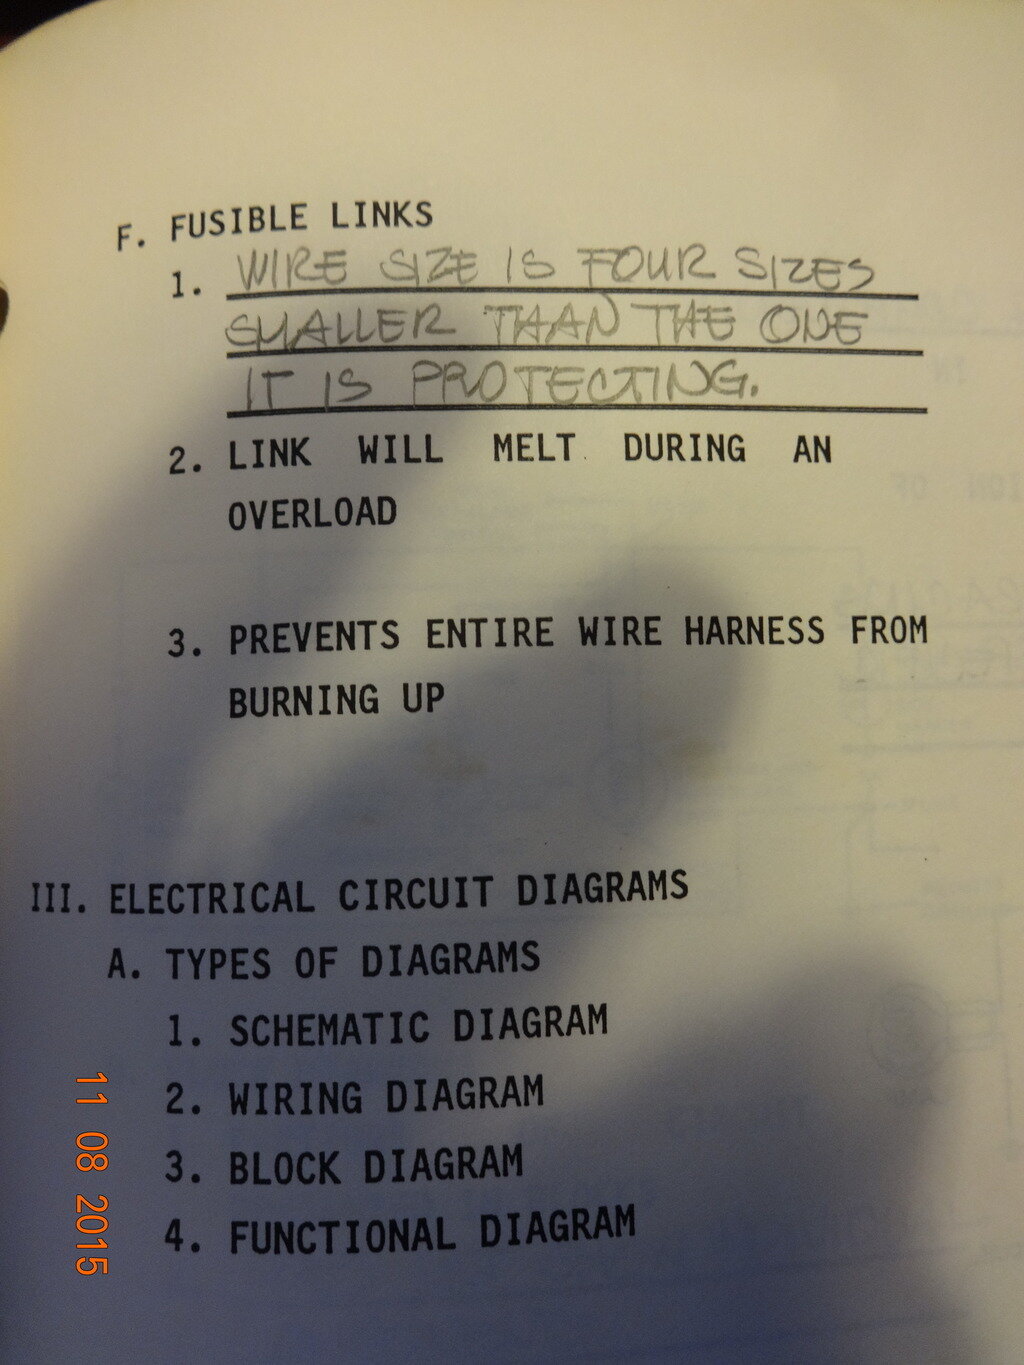 F. FUSIBLE LINKS
1. WIRE SIZE IS FOUR SIZES
SMALLER THAN THE ONE
IT IS PROTECTING.
2. LINK WILL MELT DURING AN
OVERLOAD
3. PREVENTS ENTIRE WIRE HARNESS FROM
BURNING UP
III. ELECTRICAL CIRCUIT DIAGRAMS
A. TYPES OF DIAGRAMS
1. SCHEMATIC DIAGRAM
2. WIRING DIAGRAM
3. BLOCK DIAGRAM
4. FUNCTIONAL DIAGRAM
11 08 2015